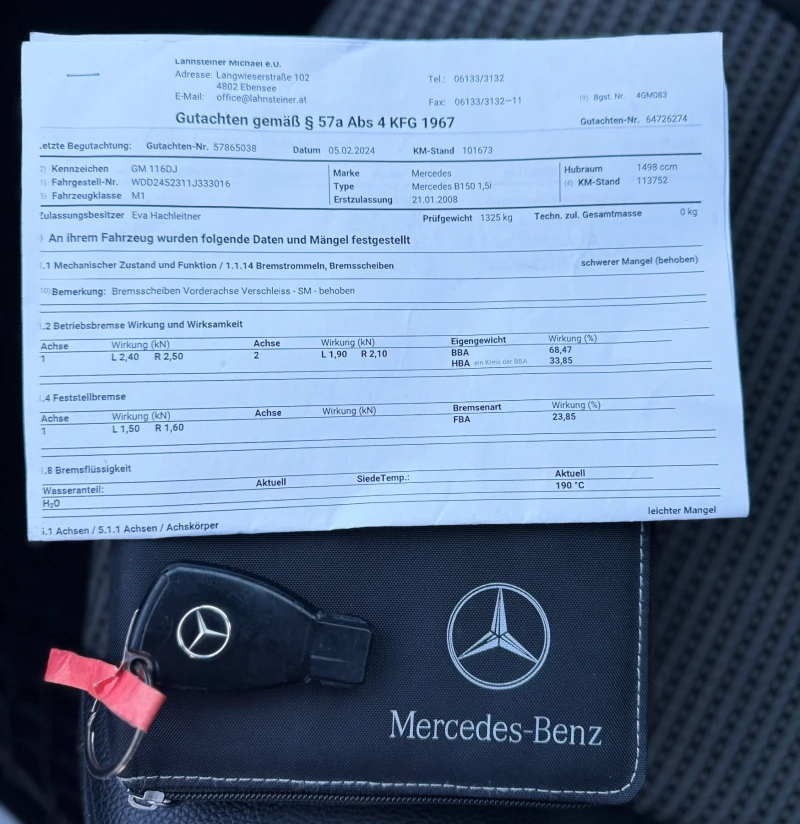 Lahnsteiner Michael e.U.
Adresse: Langwieserstraße 102
4802 Ebensee
E-Mail: office@lahnsteiner.at
Tel.: 06133/3132
Fax: 06133/3132-11
(9) Bgst. Nr. 4GM083
Gutachten gemäß § 57a Abs 4 KFG 1967
Gutachten-Nr. 64726274
.etzte Begutachtung: Gutachten-Nr. 57865038 Datum 05.02.2024 KM-Stand 101673
Kennzeichen GM 116DJ
Fahrgestell-Nr. WDD2452311J333016
Fahrzeugklasse M1
Marke Mercedes
Type Mercedes B150 1,5i
Erstzulassung 21.01.2008
Hubraum 1498 ccm
(4) KM-Stand 113752
Zulassungsbesitzer Eva Hachleitner Prüfgewicht 1325 kg Techn. zul. Gesamtmasse 0 kg
) An ihrem Fahrzeug wurden folgende Daten und Mängel festgestellt
.1 Mechanischer Zustand und Funktion / 1.1.14 Bremstrommeln, Bremsscheiben schwerer Mangel (behoben)
Bemerkung: Bremsscheiben Vorderachse Verschleiss - SM - behoben
.2 Betriebsbremse Wirkung und Wirksamkeit
Achse Wirkung (kN) Achse Wirkung (kN) Eigengewicht Wirkung (%)
1 L 2,40 R 2,50 2 L 1,90 R 2,10 BBA 68,47
HBA ein Kreis der BBA 33,85
.4 Feststellbremse
Achse Wirkung (kN) Achse Wirkung (kN) Bremsenart Wirkung (%)
1 L 1,50 R 1,60 FBA 23,85
.8 Bremsflüssigkeit
Wasseranteil: Aktuell SiedeTemp.: Aktuell
H₂O 190 °C
.1 Achsen / 5.1.1 Achsen / Achskörper leichter Mangel
Mercedes-Benz